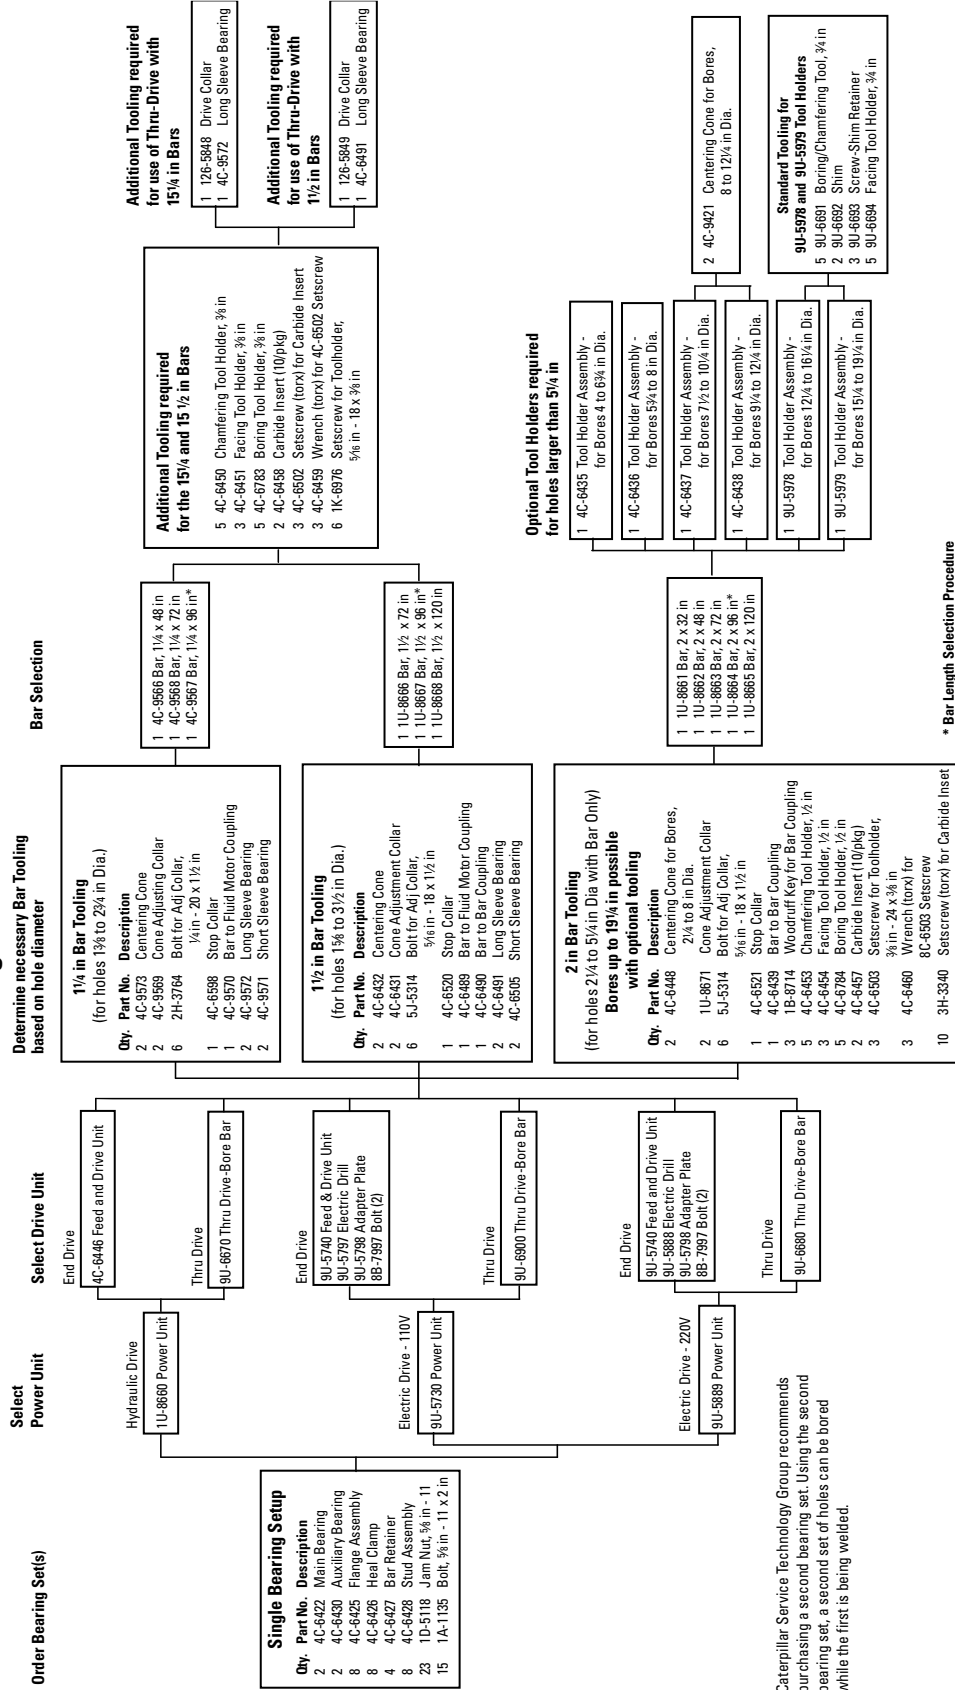 Order Bearing Set(s)
Single Bearing Setup
Qty. Part No. Description
2 4C-6422 Main Bearing
2 4C-6430 Auxiliary Bearing
8 4C-6425 Flange Assembly
8 4C-6426 Heal Clamp
4 4C-6427 Bar Retainer
8 4C-6428 Stud Assembly
23 1D-5118 Jam Nut, 5⁄8 in - 11
15 1A-1135 Bolt, 5⁄8 in - 11 x 2 in
Caterpillar Service Technology Group recommends
purchasing a second bearing set. Using the second
bearing set, a second set of holes can be bored
while the first is being welded.
Select
Power Unit
Hydraulic Drive
1U-8660 Power Unit
Electric Drive - 110V
9U-5730 Power Unit
Electric Drive - 220V
9U-5889 Power Unit
Select Drive Unit
End Drive
4C-6446 Feed and Drive Unit
Thru Drive
9U-6670 Thru Drive-Bore Bar
End Drive
9U-5740 Feed & Drive Unit
9U-5797 Electric Drill
9U-5798 Adapter Plate
8B-7997 Bolt (2)
Thru Drive
9U-6900 Thru Drive-Bore Bar
End Drive
9U-5740 Feed and Drive Unit
9U-5888 Electric Drill
9U-5798 Adapter Plate
8B-7997 Bolt (2)
Thru Drive
9U-6680 Thru Drive-Bore Bar
Determine necessary Bar Tooling
based on hole diameter
1¼ in Bar Tooling
(for holes 1⅜ to 2¾ in Dia.)
Qty. Part No. Description
2 4C-9573 Centering Cone
2 4C-9569 Cone Adjusting Collar
6 2H-3764 Bolt for Adj Collar,
¼ in - 20 x 1½ in
1 4C-6598 Stop Collar
1 4C-9570 Bar to Fluid Motor Coupling
2 4C-9572 Long Sleeve Bearing
2 4C-9571 Short Sleeve Bearing
1½ in Bar Tooling
(for holes 1⅝ to 3½ in Dia.)
Qty. Part No. Description
2 4C-6432 Centering Cone
2 4C-6431 Cone Adjustment Collar
6 5J-5314 Bolt of Adj Collar,
5⁄16 in - 18 x 1½ in
1 4C-6520 Stop Collar
1 4C-6489 Bar to Fluid Motor Coupling
1 4C-6490 Bar to Bar Coupling
2 4C-6491 Long Sleeve Bearing
2 4C-6505 Short Sleeve Bearing
2 in Bar Tooling
(for holes 2¼ to 5¼ in Dia with Bar Only)
Bores up to 19¼ in possible
with optional tooling
Qty. Part No. Description
2 4C-6448 Centering Cone for Bores,
2¼ to 8 in Dia.
2 1U-8671 Cone Adjustment Collar
6 5J-5314 Bolt for Adj Collar,
5⁄16 in - 18 x 1½ in
1 4C-6521 Stop Collar
1 4C-6439 Bar to Bar Coupling
3 1B-8714 Woodruff Key for Bar Coupling
5 4C-6453 Chamfering Tool Holder, ½ in
3 4C-6454 Facing Tool Holder, ½ in
5 4C-6784 Boring Tool Holder, ½ in
2 4C-6457 Carbide Insert (10/pkg)
3 4C-6503 Setscrew for Toolholder,
⅜ in - 24 x ⅜ in
3 4C-6460 Wrench (torx) for
8C-6503 Setscrew
10 3H-3340 Setscrew (torx) for Carbide Inset
Bar Selection
1 4C-9566 Bar, 1¼ x 48 in
1 4C-9568 Bar, 1¼ x 72 in
1 4C-9567 Bar, 1¼ x 96 in*
1 1U-8666 Bar, 1½ x 72 in
1 1U-8667 Bar, 1½ x 96 in*
1 1U-8668 Bar, 1½ x 120 in
1 1U-8661 Bar, 2 x 32 in
1 1U-8662 Bar, 2 x 48 in
1 1U-8663 Bar, 2 x 72 in
1 1U-8664 Bar, 2 x 96 in*
1 1U-8665 Bar, 2 x 120 in
* Bar Length Selection Procedure
Additional Tooling required
for the 15¼ and 15 ½ in Bars
5 4C-6450 Chamfering Tool Holder, ⅜ in
3 4C-6451 Facing Tool Holder, ⅜ in
5 4C-6783 Boring Tool Holder, ⅜ in
2 4C-6458 Carbide Insert (10/pkg)
3 4C-6502 Setscrew (torx) for Carbide Insert
3 4C-6459 Wrench (torx) for 4C-6502 Setscrew
6 1K-6976 Setscrew for Toolholder,
5⁄16 in - 18 x ⅜ in
Additional Tooling required
for use of Thru-Drive with
15¼ in Bars
1 126-5848 Drive Collar
1 4C-9572 Long Sleeve Bearing
Additional Tooling required
for use of Thru-Drive with
1½ in Bars
1 126-5849 Drive Collar
1 4C-6491 Long Sleeve Bearing
Optional Tool Holders required
for holes larger than 5¼ in
1 4C-6435 Tool Holder Assembly -
for Bores 4 to 6¾ in Dia.
1 4C-6436 Tool Holder Assembly -
for Bores 5¾ to 8 in Dia.
1 4C-6437 Tool Holder Assembly -
for Bores 7½ to 10¼ in Dia.
1 4C-6438 Tool Holder Assembly -
for Bores 9¼ to 12¼ in Dia.
1 9U-5978 Tool Holder Assembly -
for Bores 12¼ to 16¼ in Dia.
1 9U-5979 Tool Holder Assembly -
for Bores 15¼ to 19¼ in Dia.
2 4C-9421 Centering Cone for Bores,
8 to 12¼ in Dia.
Standard Tooling for
9U-5978 and 9U-5979 Tool Holders
5 9U-6691 Boring/Chamfering Tool, ¾ in
2 9U-6692 Shim
3 9U-6693 Screw-Shim Retainer
5 9U-6694 Facing Tool Holder, ¾ in